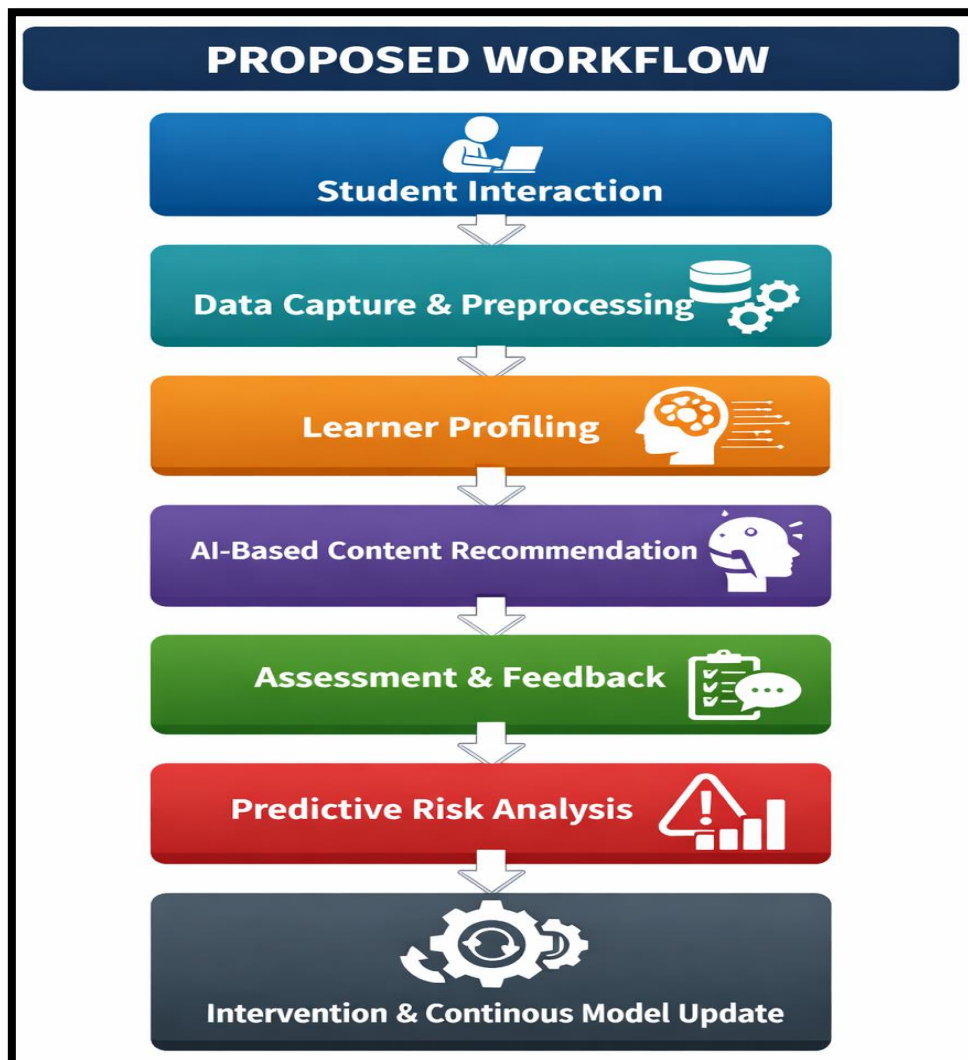 PROPOSED WORKFLOW
Student Interaction
Data Capture & Preprocessing
Learner Profiling
AI-Based Content Recommendation
Assessment & Feedback
Predictive Risk Analysis
Intervention & Continous Model Update